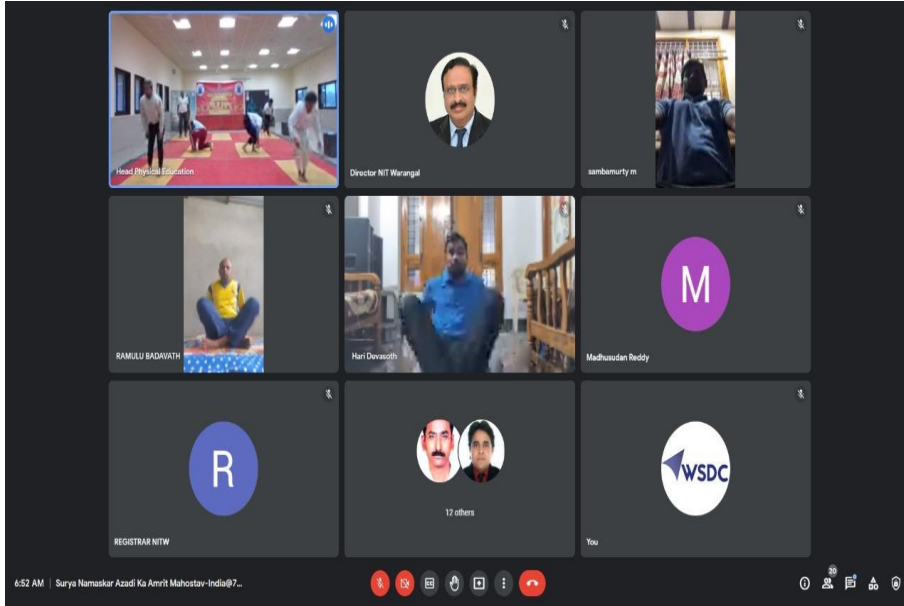 Head Physical Education
Director NIT Warangal
sambamurty m
RAMULU BADAVATH
Hari Devasoth
M
Madhusudan Reddy
R
REGISTRAR NITW
12 others
WSDC
You
6:52 AM | Surya Namaskar Azadi Ka Amrit Mahostav-India@7...
20